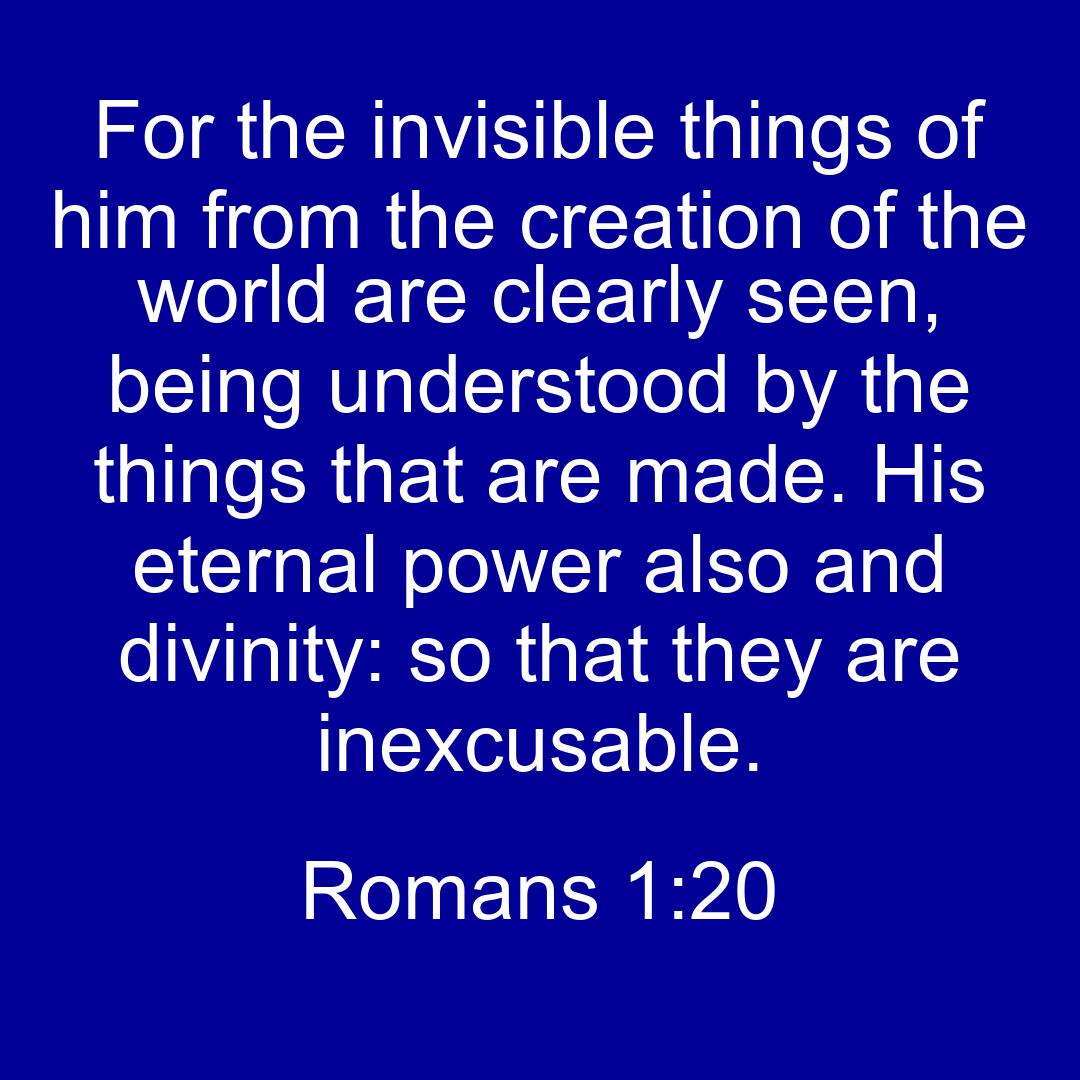 For the invisible things of
him from the creation of the
world are clearly seen,
being understood by the
things that are made. His
eternal power also and
divinity: so that they are
inexcusable.
Romans 1:20